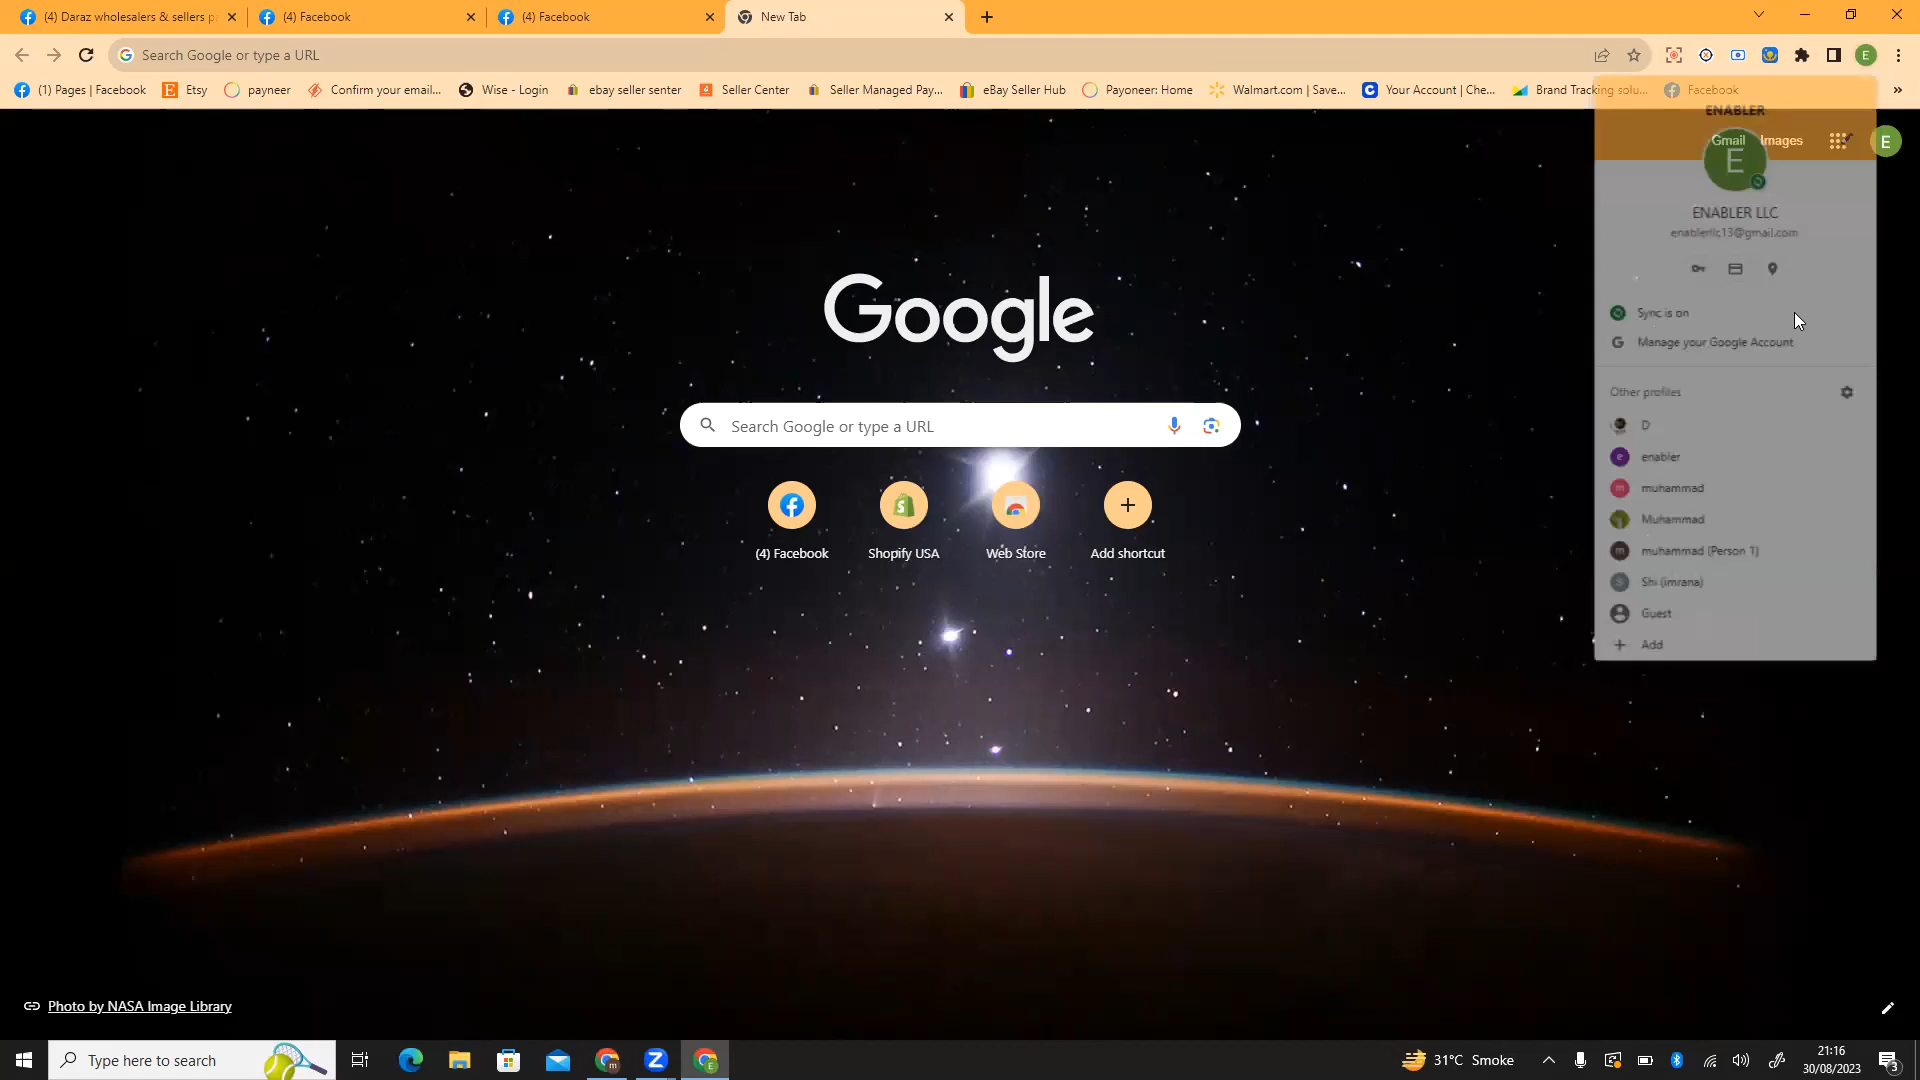 (4) Daraz wholesalers & sellers p
(4) Facebook
(4) Facebook
New Tab
Search Google or type a URL
E
(1) Pages | Facebook
Etsy
payneer
Confirm your email...
Wise - Login
ebay seller senter
Seller Center
Seller Managed Pay...
eBay Seller Hub
Payoneer: Home
Walmart.com | Save...
Your Account | Che...
Brand Tracking solu...
Facebook
»
ENABLER
Gmail
Images
E
E
ENABLER LLC
enablerllc13@gmail.com
Sync is on
Manage your Google Account
Other profiles
D
enabler
muhammad
Muhammad
muhammad (Person 1)
Shi (imrana)
Guest
Add
Google
Search Google or type a URL
(4) Facebook
Shopify USA
Web Store
Add shortcut
Photo by NASA Image Library
Type here to search
31°C Smoke
21:16
30/08/2023
3